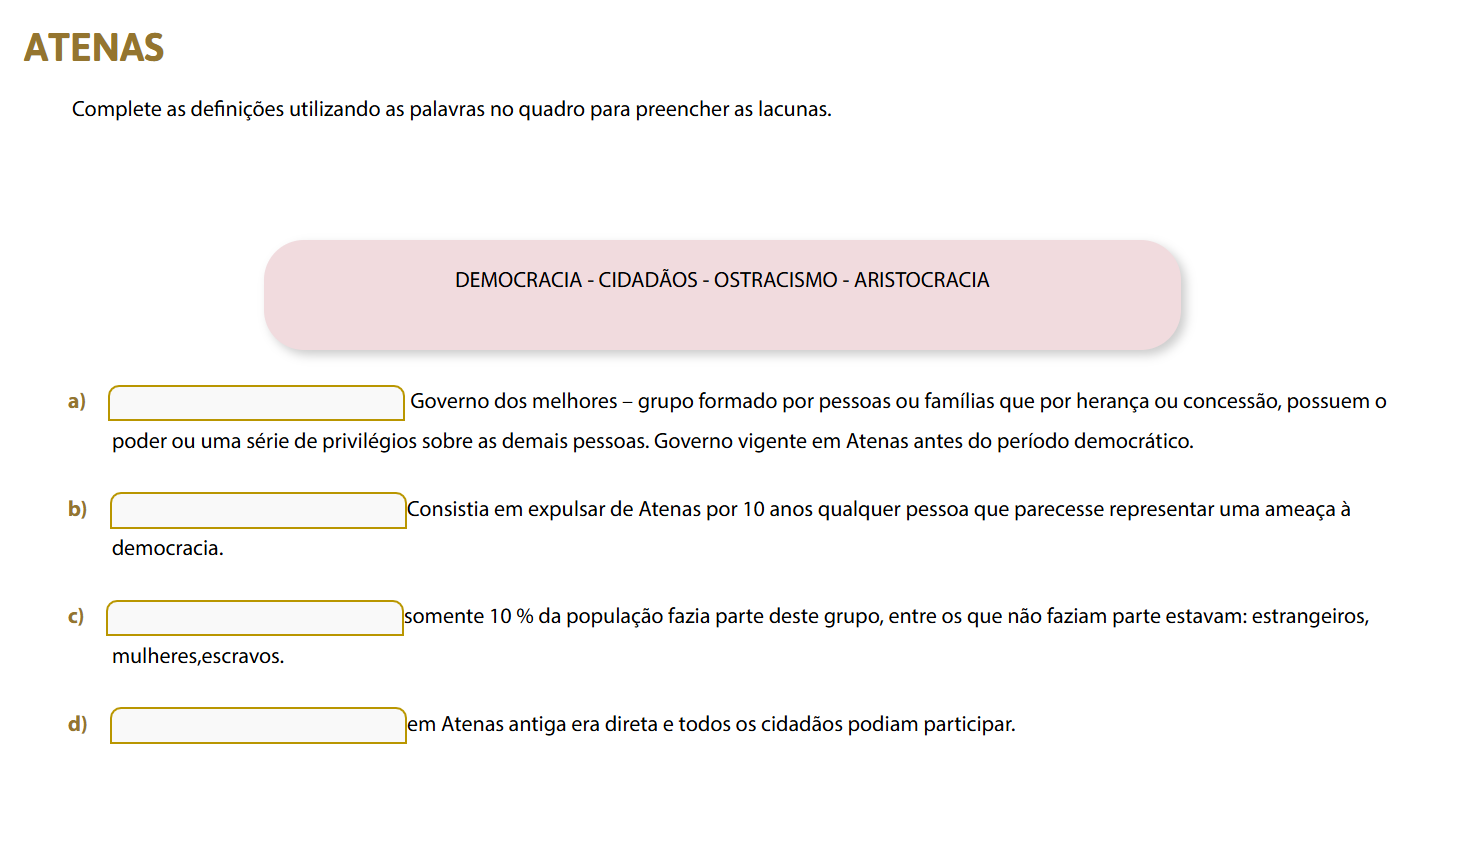 ATENAS
Complete as definições utilizando as palavras no quadro para preencher as lacunas.
DEMOCRACIA - CIDADÃOS - OSTRACISMO - ARISTOCRACIA
a) Governo dos melhores – grupo formado por pessoas ou famílias que por herança ou concessão, possuem o
poder ou uma série de privilégios sobre as demais pessoas. Governo vigente em Atenas antes do período democrático.
b) Consistia em expulsar de Atenas por 10 anos qualquer pessoa que parecesse representar uma ameaça à
democracia.
c) somente 10 % da população fazia parte deste grupo, entre os que não faziam parte estavam: estrangeiros,
mulheres,escravos.
d) em Atenas antiga era direta e todos os cidadãos podiam participar.